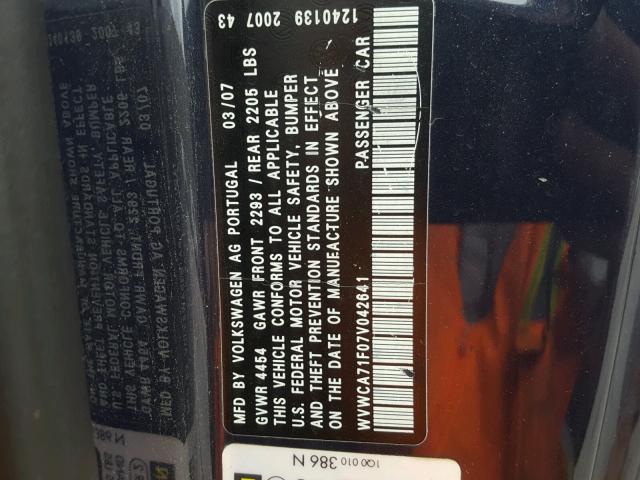 1240139 2007 43
MFD BY VOLKSWAGEN AG PORTUGAL 03/07
GVWR 4454 GAWR FRONT 2293 / REAR 2205 LBS
THIS VEHICLE CONFORMS TO ALL APPLICABLE
U.S. FEDERAL MOTOR VEHICLE SAFETY, BUMPER
AND THEFT PREVENTION STANDARDS IN EFFECT
ON THE DATE OF MANUFACTURE SHOWN ABOVE
WVWCA71F07V042641 PASSENGER CAR
1Q0 010 386 N